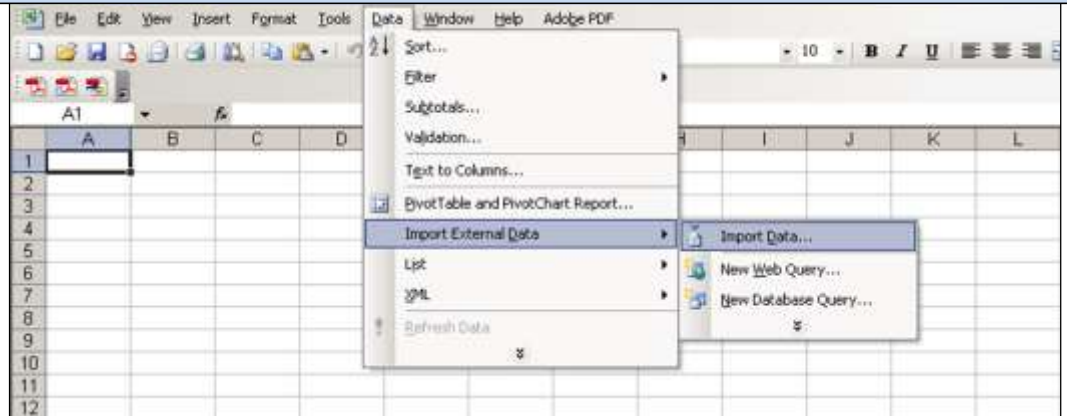 File Edit View Insert Format Tools Data Window Help Adobe PDF
10 B I U
A1 fx
A B C D H I J K L
1
2
3
4
5
6
7
8
9
10
11
12
Sort...
Filter
Subtotals...
Validation...
Text to Columns...
PivotTable and PivotChart Report...
Import External Data
List
XML
Refresh Data
Import Data...
New Web Query...
New Database Query...